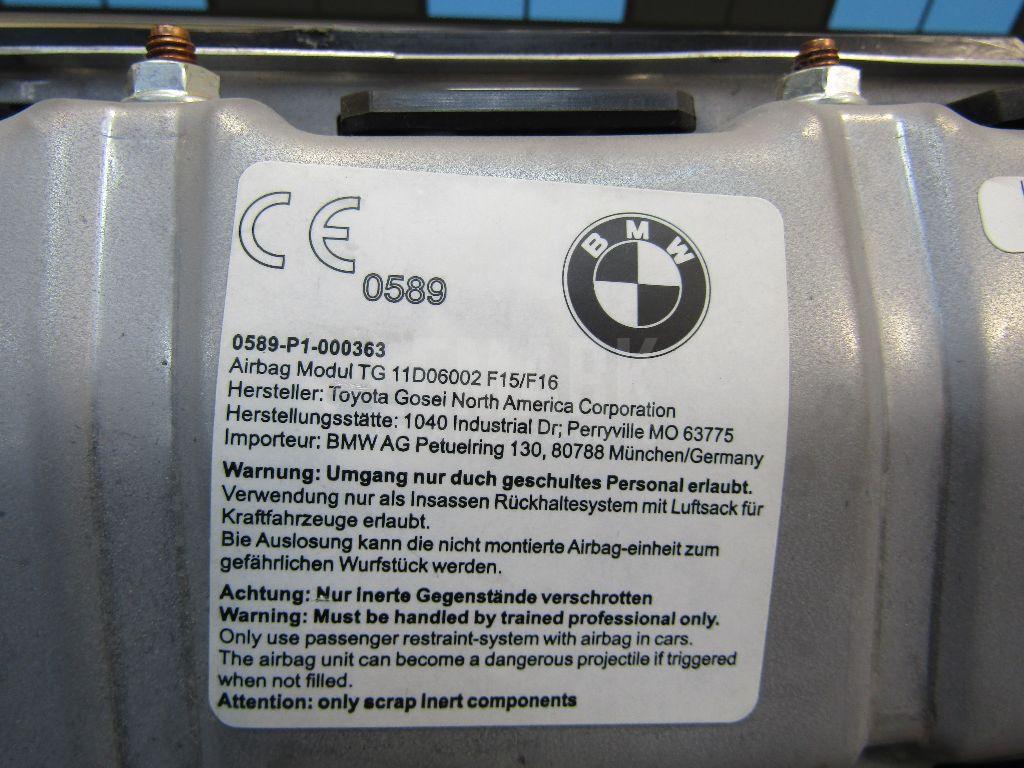 CE
0589
BMW
0589-P1-000363
Airbag Modul TG 11D06002 F15/F16
Hersteller: Toyota Gosei North America Corporation
Herstellungsstätte: 1040 Industrial Dr; Perryville MO 63775
Importeur: BMW AG Petuelring 130, 80788 München/Germany
Warnung: Umgang nur duch geschultes Personal erlaubt.
Verwendung nur als Insassen Rückhaltesystem mit Luftsack für
Kraftfahrzeuge erlaubt.
Bie Auslosung kann die nicht montierte Airbag-einheit zum
gefährlichen Wurfstück werden.
Achtung: Nur Inerte Gegenstände verschrotten
Warning: Must be handled by trained professional only.
Only use passenger restraint-system with airbag in cars.
The airbag unit can become a dangerous projectile if triggered
when not filled.
Attention: only scrap Inert components